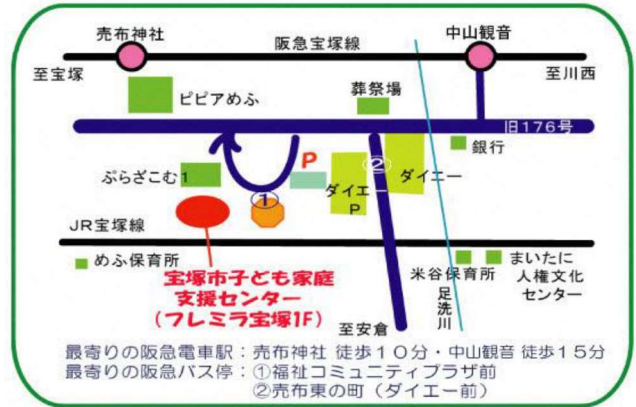 売布神社
阪急宝塚線
中山観音
至宝塚
至川西
ピピアめふ
葬祭場
旧176号
銀行
ぷらざこむ1
P
②
ダイエー
ダイエー
P
①
JR宝塚線
めふ保育所
米谷保育所
まいたに
人権文化
センター
足洗川
宝塚市子ども家庭
支援センター
(フレミラ宝塚1F)
至安倉
最寄りの阪急電車駅:売布神社 徒歩10分・中山観音 徒歩15分
最寄りの阪急バス停:①福祉コミュニティプラザ前
②売布東の町(ダイエー前)